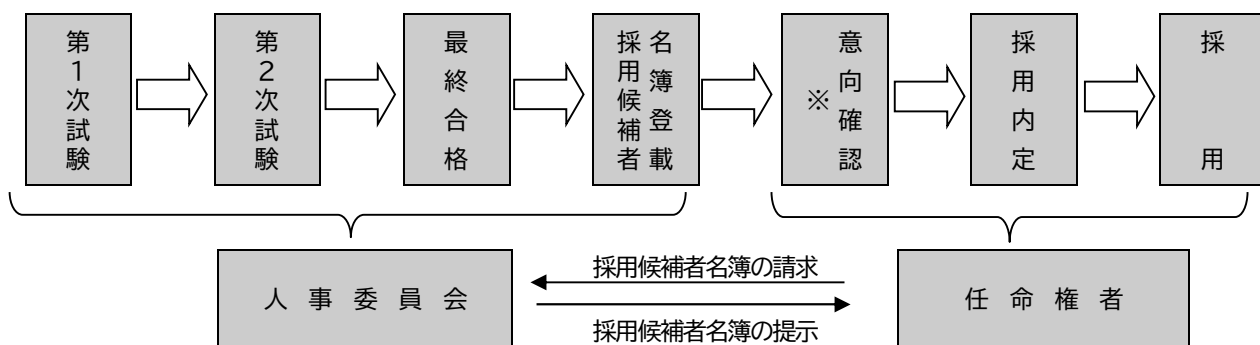 第１次試験
第２次試験
最終合格
採用候補者
名簿登載
意向確認
※
採用内定
採用
採用候補者名簿の請求
人事委員会
任命権者
採用候補者名簿の提示